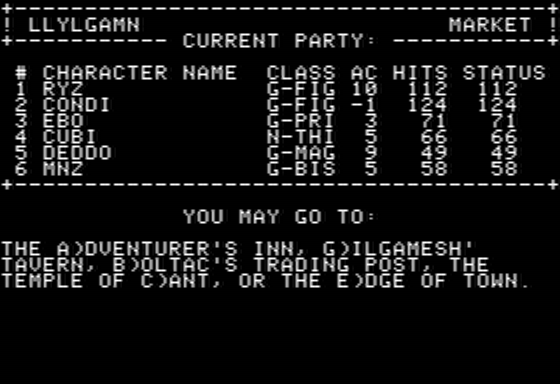 +--------------------------------------+
! LLYLGAMN                      MARKET !
+----------- CURRENT PARTY: -----------+
# CHARACTER NAME  CLASS AC HITS STATUS
1 RYZ             G-FIG 10  112  112
2 CONDI           G-FIG -1  124  124
3 EBO             G-PRI  3   71   71
4 CUBI            N-THI  5   66   66
5 DEDDO           G-MAG  9   49   49
6 MNZ             G-BIS  5   58   58
+--------------------------------------+
YOU MAY GO TO:
THE A)DVENTURER'S INN, G)ILGAMESH'
TAVERN, B)OLTAC'S TRADING POST, THE
TEMPLE OF C)ANT, OR THE E)DGE OF TOWN.